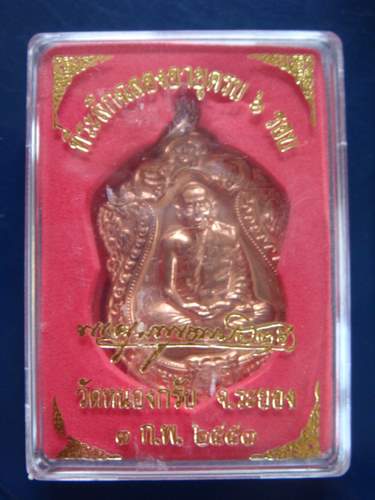 ที่ระลึกฉลองอายุครบ ๖ รอบ
วัดหนองกรับ จ.ระยอง
๑ ก.พ. ๒๕๕๓